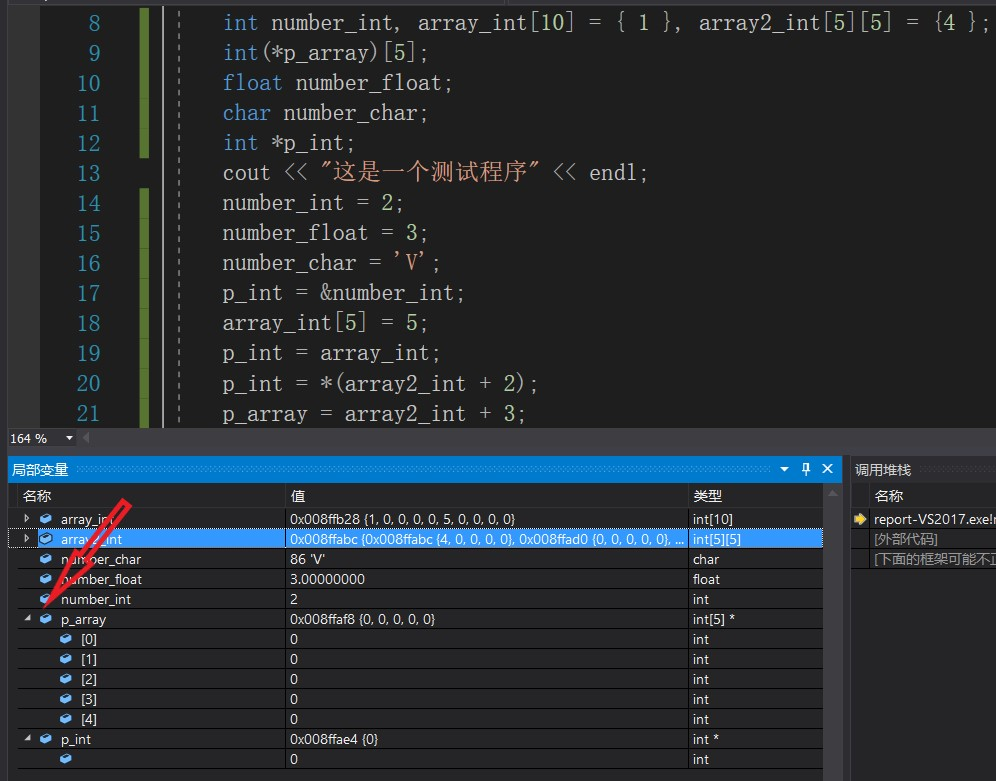 8 int number_int, array_int[10] = { 1 }, array2_int[5][5] = {4 };
9 int(*p_array)[5];
10 float number_float;
11 char number_char;
12 int *p_int;
13 cout << "这是一个测试程序" << endl;
14 number_int = 2;
15 number_float = 3;
16 number_char = 'V';
17 p_int = &number_int;
18 array_int[5] = 5;
19 p_int = array_int;
20 p_int = *(array2_int + 2);
21 p_array = array2_int + 3;
164 %
局部变量
名称 值 类型
array_int 0x008ffb28 {1, 0, 0, 0, 0, 5, 0, 0, 0, 0} int[10]
array2_int 0x008ffabc {0x008ffabc {4, 0, 0, 0, 0}, 0x008ffad0 {0, 0, 0, 0, 0}, ... int[5][5]
number_char 86 'V' char
number_float 3.00000000 float
number_int 2 int
p_array 0x008ffaf8 {0, 0, 0, 0, 0} int[5] *
[0] 0 int
[1] 0 int
[2] 0 int
[3] 0 int
[4] 0 int
p_int 0x008ffae4 {0} int *
0 int
调用堆栈
名称
report-VS2017.exe!
[外部代码]
[下面的框架可能不正